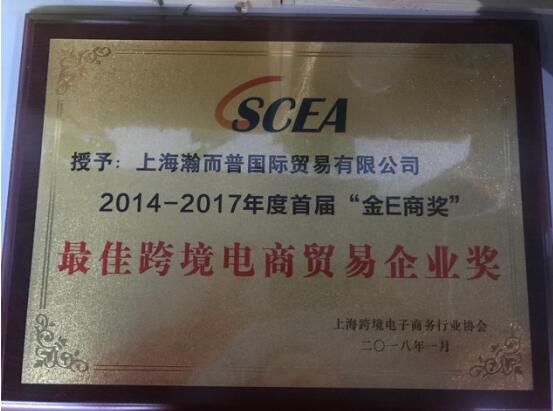 SCEA
授予：上海瀚而普国际贸易有限公司
2014-2017年度首届“金E商奖”
最佳跨境电商贸易企业奖
上海跨境电子商务行业协会
二〇一八年一月